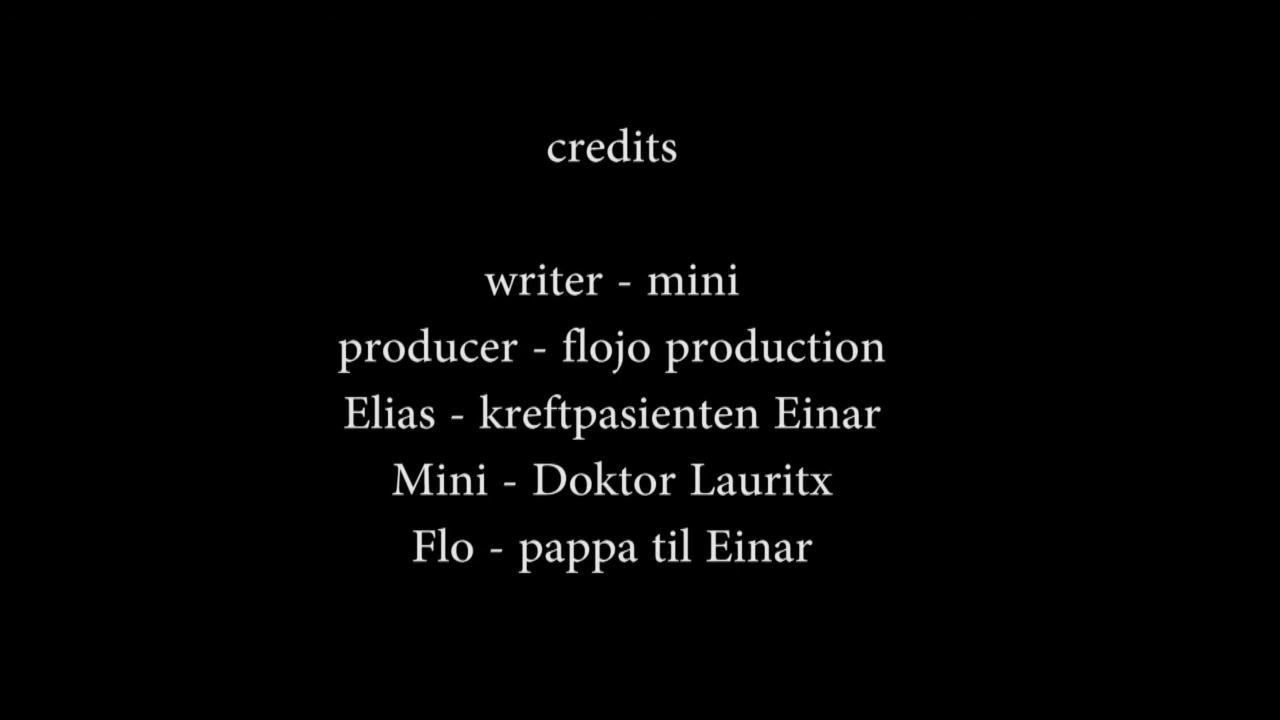 credits
writer - mini
producer - flojo production
Elias - kreftpasienten Einar
Mini - Doktor Lauritx
Flo - pappa til Einar